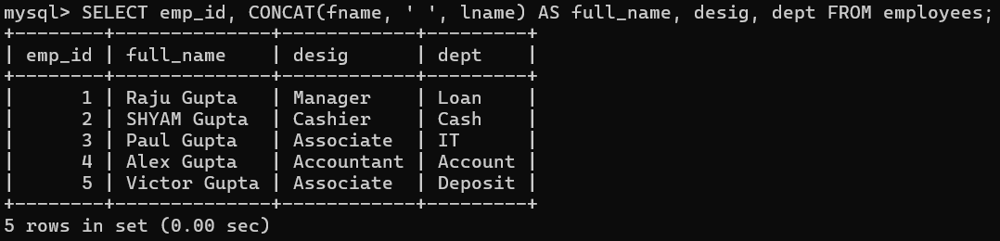 mysql> SELECT emp_id, CONCAT(fname, ' ', lname) AS full_name, desig, dept FROM employees;
+--------+--------------+------------+---------+
| emp_id | full_name    | desig      | dept    |
+--------+--------------+------------+---------+
|      1 | Raju Gupta   | Manager    | Loan    |
|      2 | SHYAM Gupta  | Cashier    | Cash    |
|      3 | Paul Gupta   | Associate  | IT      |
|      4 | Alex Gupta   | Accountant | Account |
|      5 | Victor Gupta | Associate  | Deposit |
+--------+--------------+------------+---------+
5 rows in set (0.00 sec)